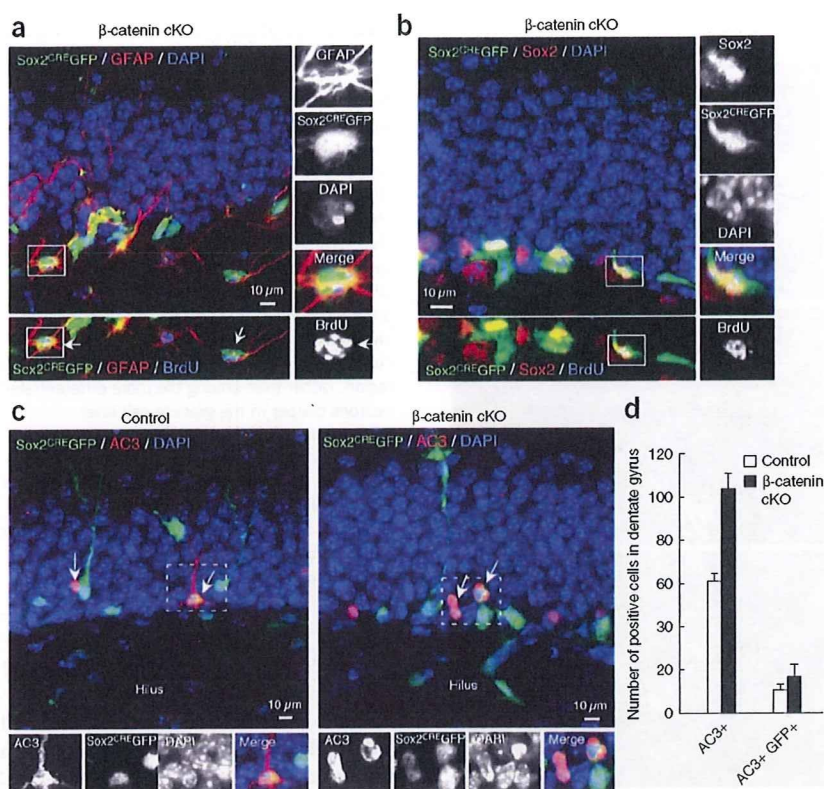 a
β-catenin cKO
Sox2CREGFP / GFAP / DAPI
GFAP
Sox2CREGFP
DAPI
Merge
10 µm
BrdU
Sox2CREGFP / GFAP / BrdU
b
β-catenin cKO
Sox2CREGFP / Sox2 / DAPI
Sox2
Sox2CREGFP
DAPI
Merge
10 µm
BrdU
Sox2CREGFP / Sox2 / BrdU
c
Control
Sox2CREGFP / AC3 / DAPI
Hilus
10 µm
AC3
Sox2CREGFP
DAPI
Merge
β-catenin cKO
Sox2CREGFP / AC3 / DAPI
Hilus
10 µm
AC3
Sox2CREGFP
DAPI
Merge
d
Control
β-catenin
cKO
Number of positive cells in dentate gyrus
120
100
60
20
0
AC3+
AC3+ GFP+